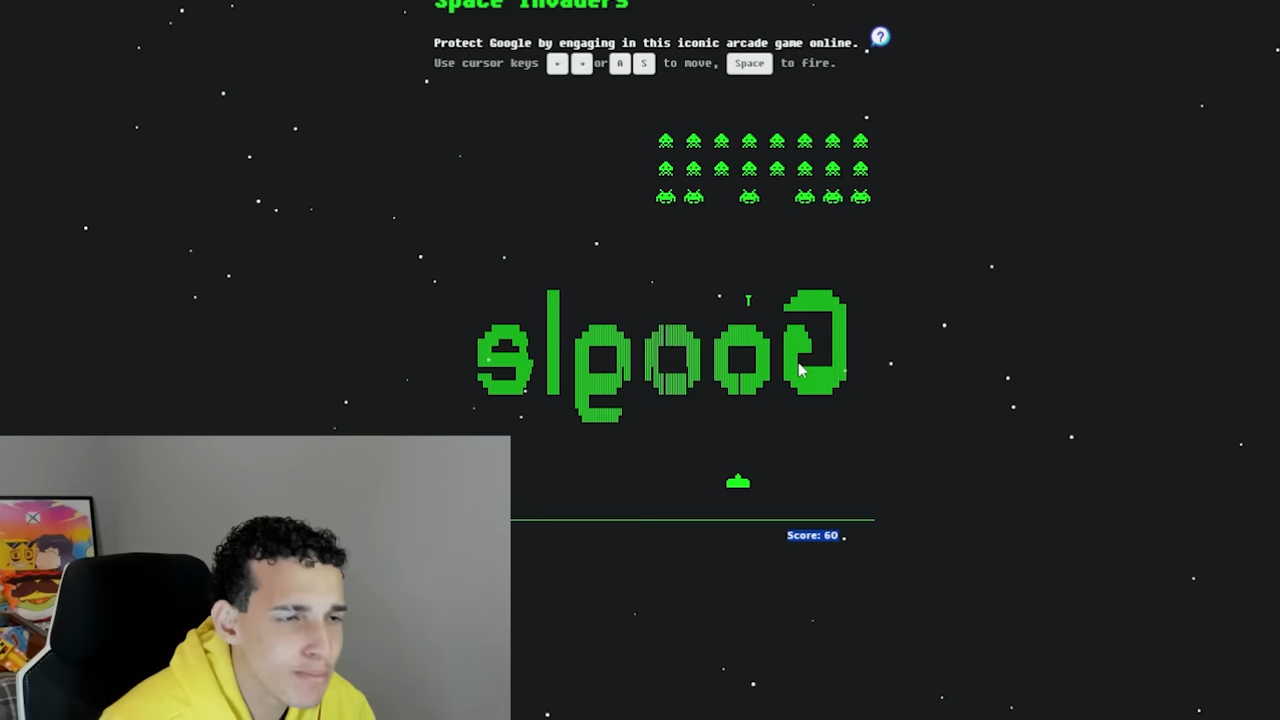 Space Invaders
Protect Google by engaging in this iconic arcade game online. ?
Use cursor keys ← → or A S to move, Space to fire.
Google
Score: 60